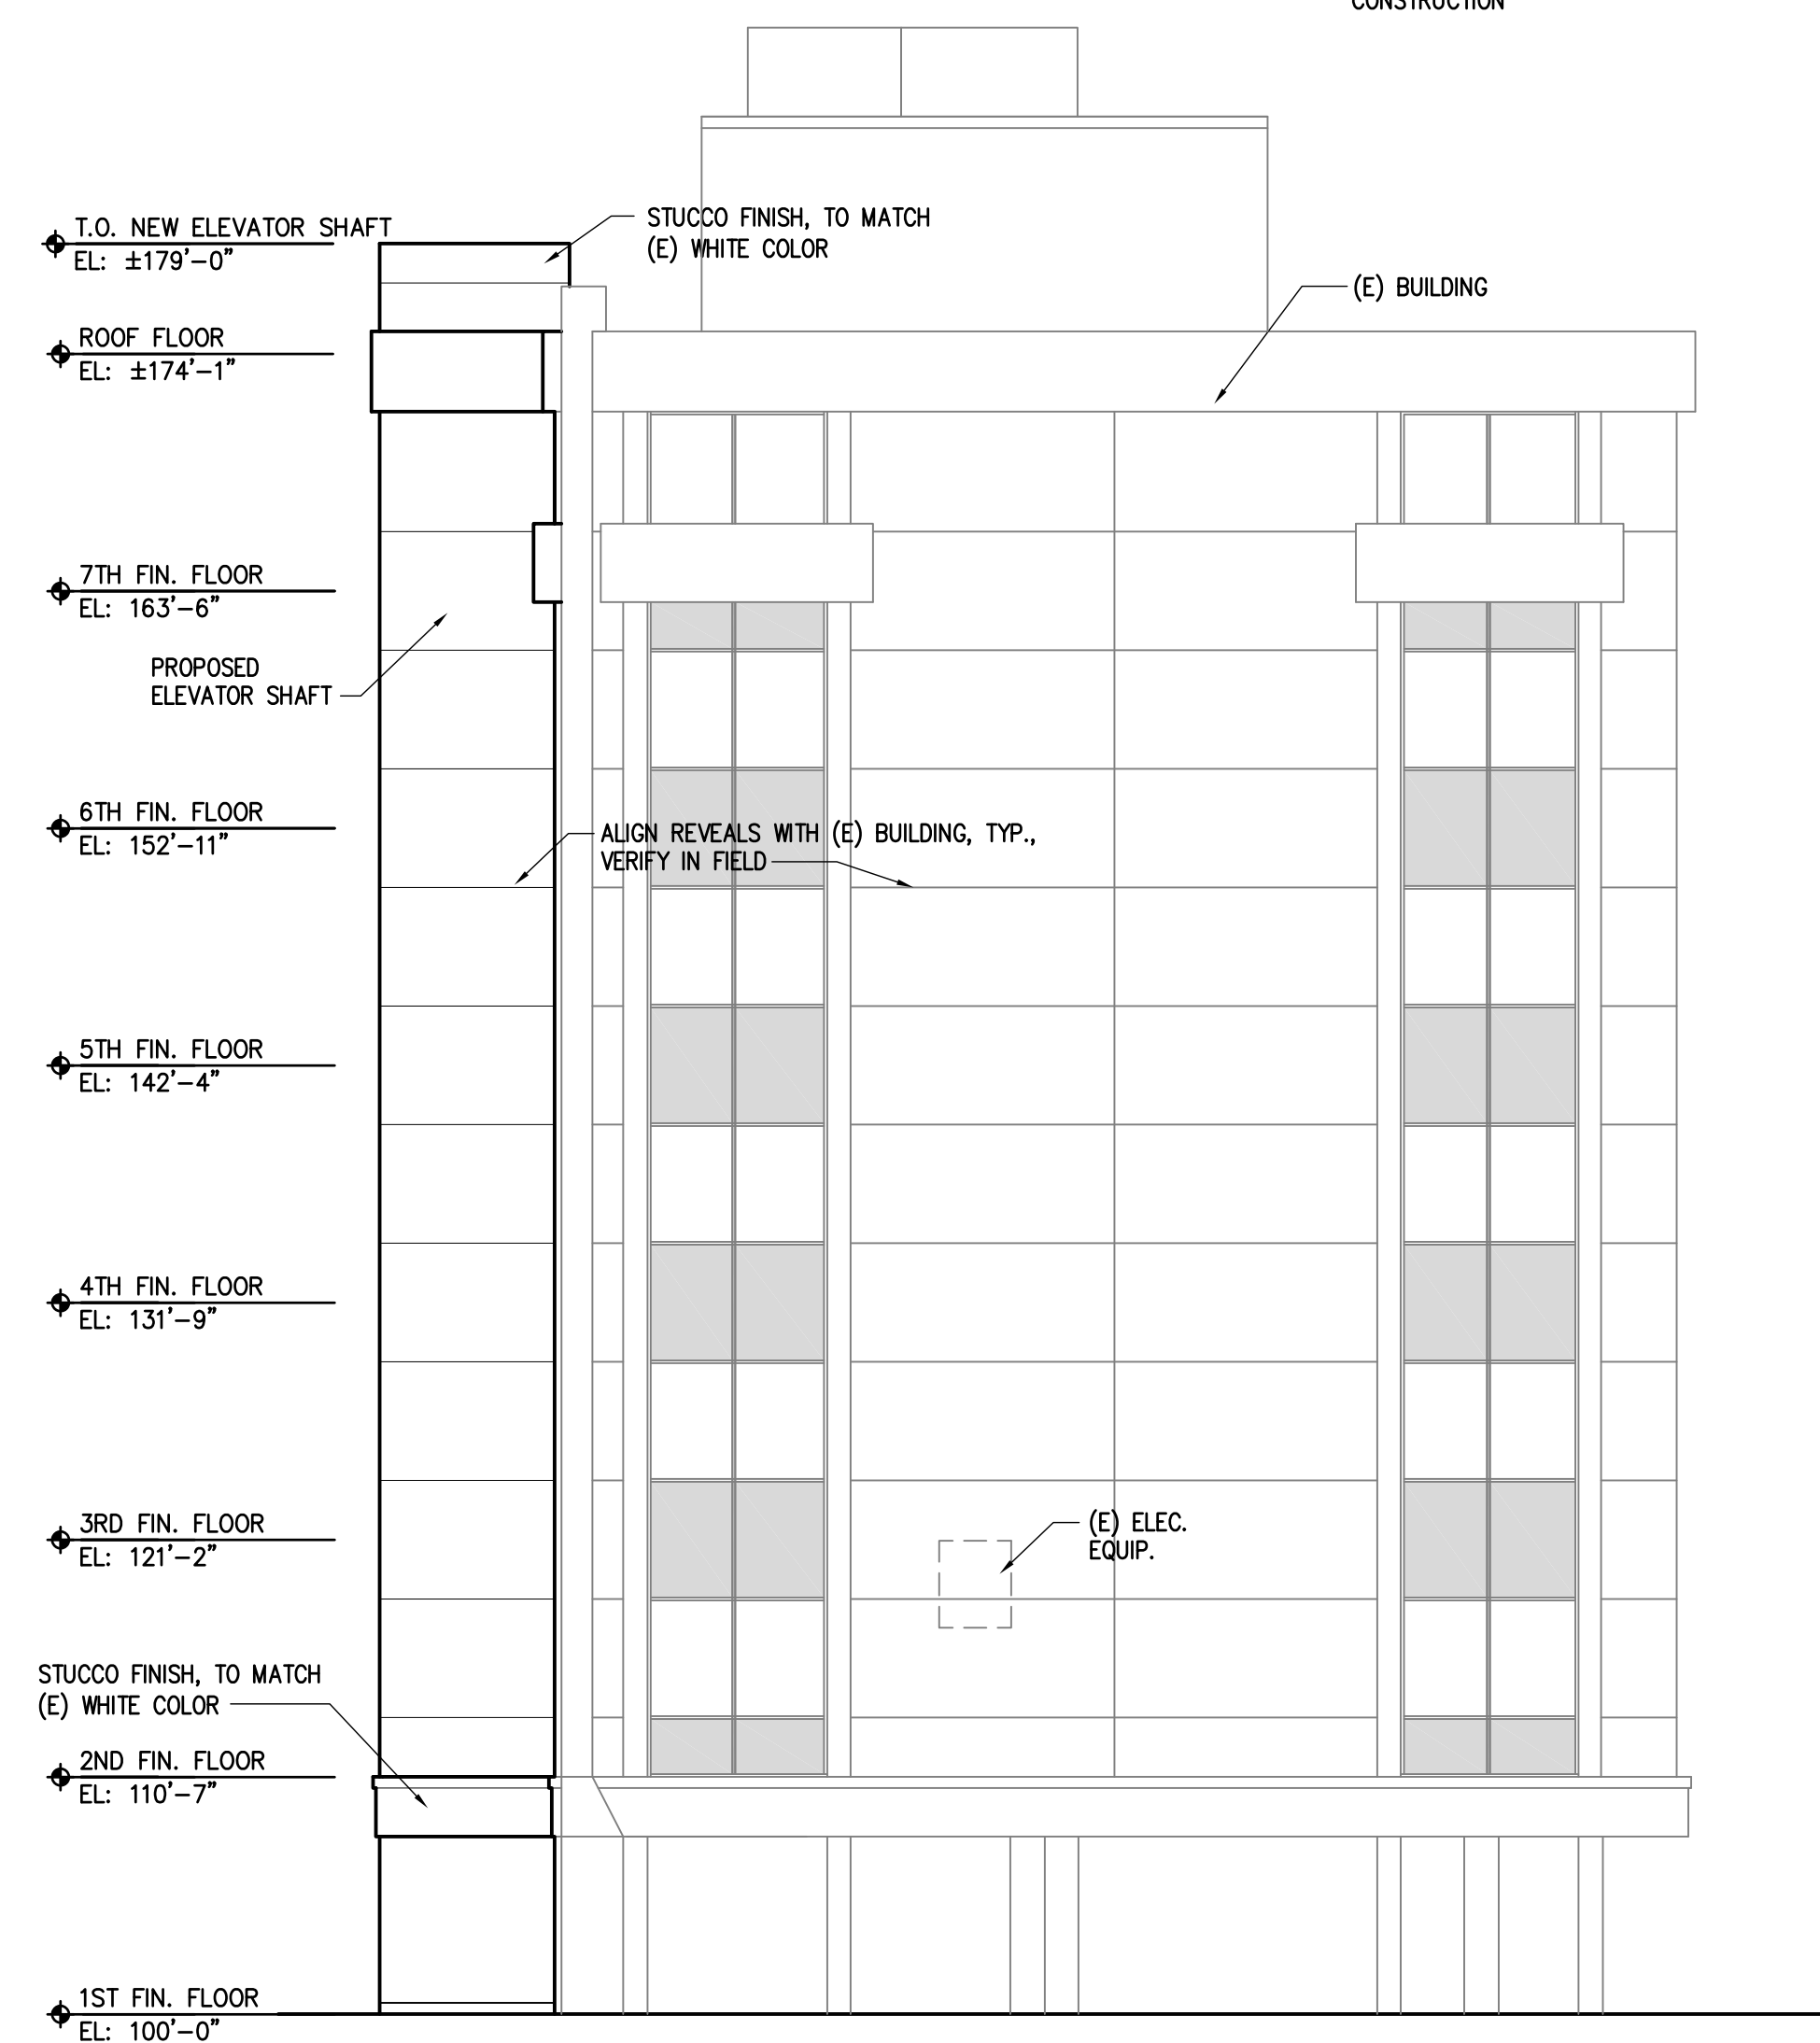 CONSTRUCTION
T.O. NEW ELEVATOR SHAFT
EL: ±179'-0"
STUCCO FINISH, TO MATCH
(E) WHITE COLOR
(E) BUILDING
ROOF FLOOR
EL: ±174'-1"
7TH FIN. FLOOR
EL: 163'-6"
PROPOSED
ELEVATOR SHAFT
6TH FIN. FLOOR
EL: 152'-11"
ALIGN REVEALS WITH (E) BUILDING, TYP.,
VERIFY IN FIELD
5TH FIN. FLOOR
EL: 142'-4"
4TH FIN. FLOOR
EL: 131'-9"
3RD FIN. FLOOR
EL: 121'-2"
(E) ELEC.
EQUIP.
STUCCO FINISH, TO MATCH
(E) WHITE COLOR
2ND FIN. FLOOR
EL: 110'-7"
1ST FIN. FLOOR
EL: 100'-0"